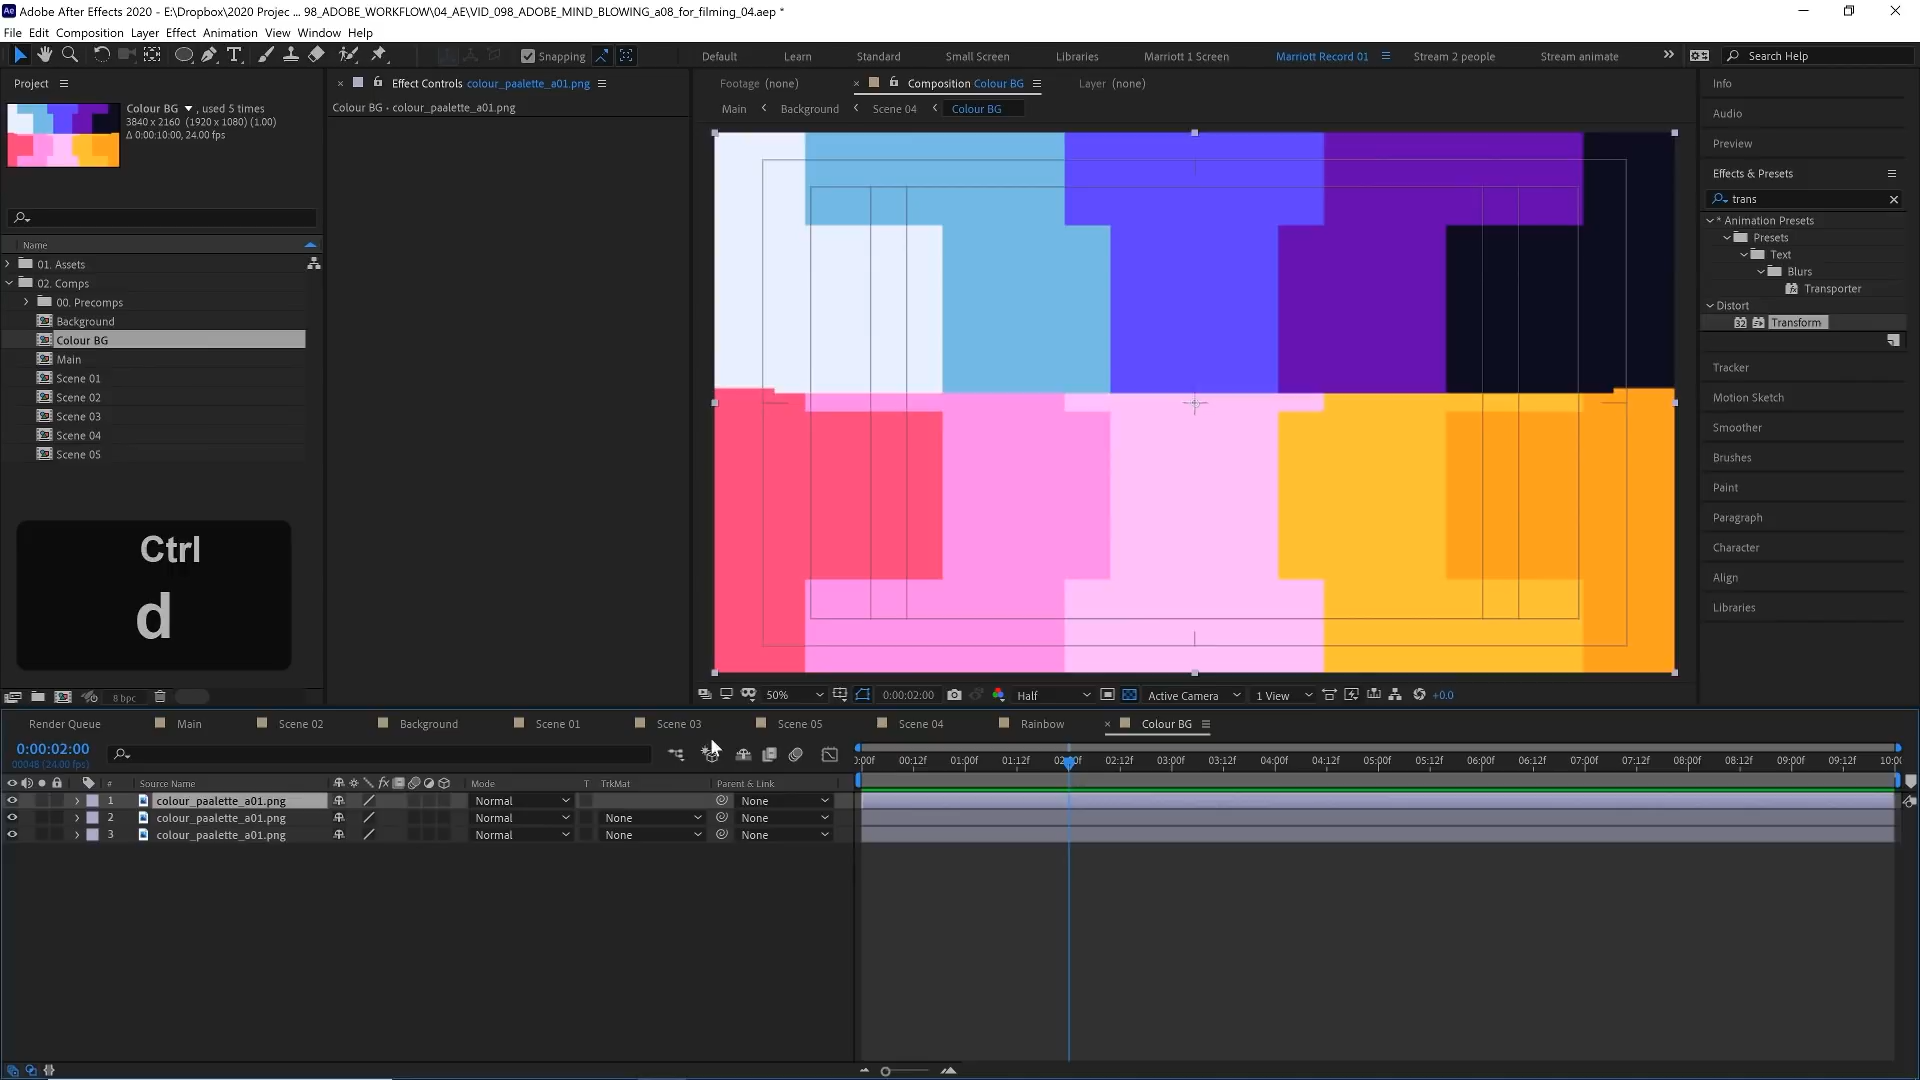 Adobe After Effects 2020 - E:\Dropbox\2020 Projec ... 98_ADOBE_WORKFLOW\04_AE\VID_098_ADOBE_MIND_BLOWING_a08_for_filming_04.aep *
File Edit Composition Layer Effect Animation View Window Help
Snapping Default Learn Standard Small Screen Libraries Marriott 1 Screen Marriott Record 01 Stream 2 people Stream animate Search Help
Project
Colour BG , used 5 times
3840 x 2160 (1920 x 1080) (1.00)
Δ 0:00:10:00, 24.00 fps
Name
01. Assets
02. Comps
00. Precomps
Background
Colour BG
Main
Scene 01
Scene 02
Scene 03
Scene 04
Scene 05
Ctrl
d
8 bpc
Effect Controls colour_paalette_a01.png
Colour BG • colour_paalette_a01.png
Footage (none) Composition Colour BG Layer (none)
Main Background Scene 04 Colour BG
50% 0:00:02:00 Half Active Camera 1 View +0.0
Info
Audio
Preview
Effects & Presets
trans
* Animation Presets
Presets
Text
Blurs
Transporter
Distort
32 Transform
Tracker
Motion Sketch
Smoother
Brushes
Paint
Paragraph
Character
Align
Libraries
Render Queue Main Scene 02 Background Scene 01 Scene 03 Scene 05 Scene 04 Rainbow Colour BG
0:00:02:00
00048 (24.00 fps)
# Source Name fx Mode T TrkMat Parent & Link
1 colour_paalette_a01.png Normal None
2 colour_paalette_a01.png Normal None None
3 colour_paalette_a01.png Normal None None
00:12f 01:00f 01:12f 02:12f 03:00f 03:12f 04:00f 04:12f 05:00f 05:12f 06:00f 06:12f 07:00f 07:12f 08:00f 08:12f 09:00f 09:12f